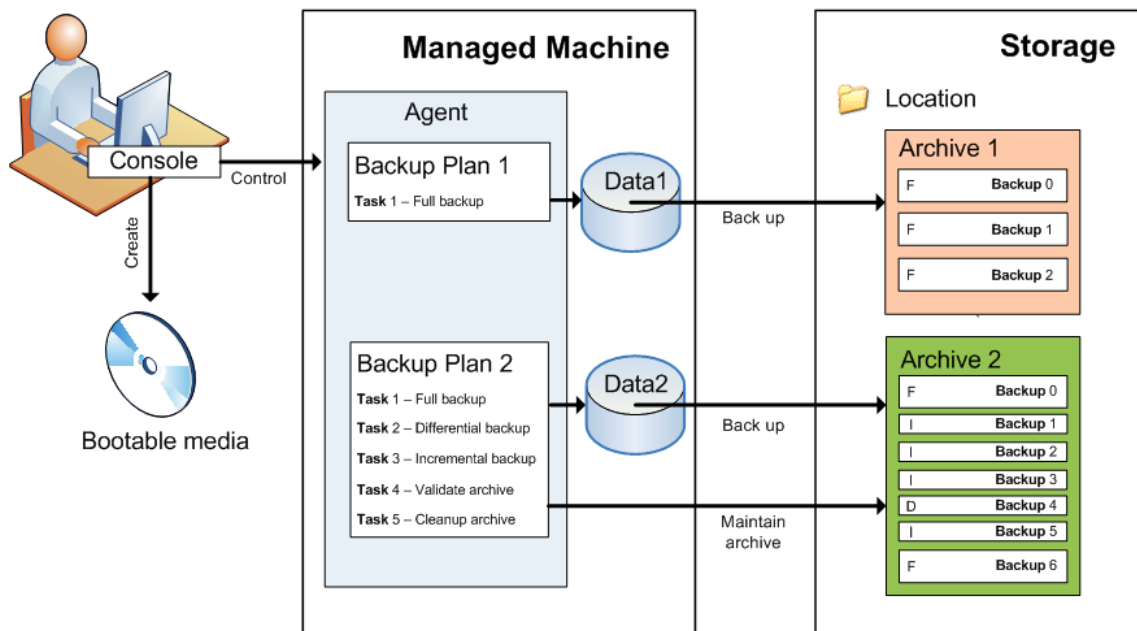 Managed Machine
Storage
Agent
Location
Console
Control
Create
Bootable media
Backup Plan 1
Task 1 – Full backup
Data1
Back up
Archive 1
F Backup 0
F Backup 1
F Backup 2
Backup Plan 2
Task 1 – Full backup
Task 2 – Differential backup
Task 3 – Incremental backup
Task 4 – Validate archive
Task 5 – Cleanup archive
Data2
Back up
Maintain
archive
Archive 2
F Backup 0
I Backup 1
I Backup 2
I Backup 3
D Backup 4
I Backup 5
F Backup 6